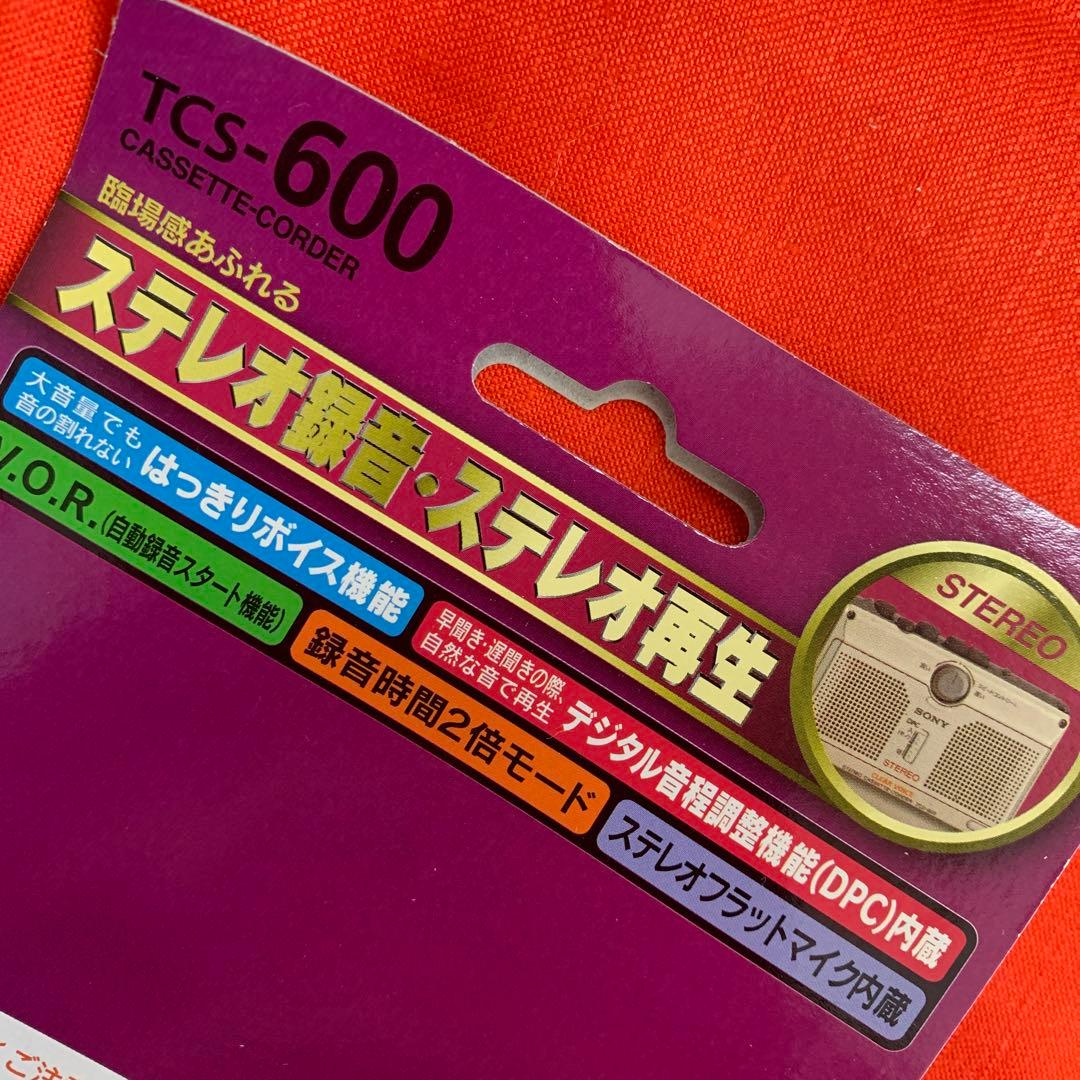 TCS-600
CASSETTE-CORDER
臨場感あふれる
ステレオ録音・ステレオ再生
大音量でも
音の割れない
はっきりボイス機能
早聞き・遅聞きの際
自然な音で再生
デジタル音程調整機能(DPC)内蔵
V.O.R.(自動録音スタート機能)
録音時間2倍モード
ステレオフラットマイク内蔵
STEREO
SONY
DPC
STEREO
CLEAR VOICE
ご注